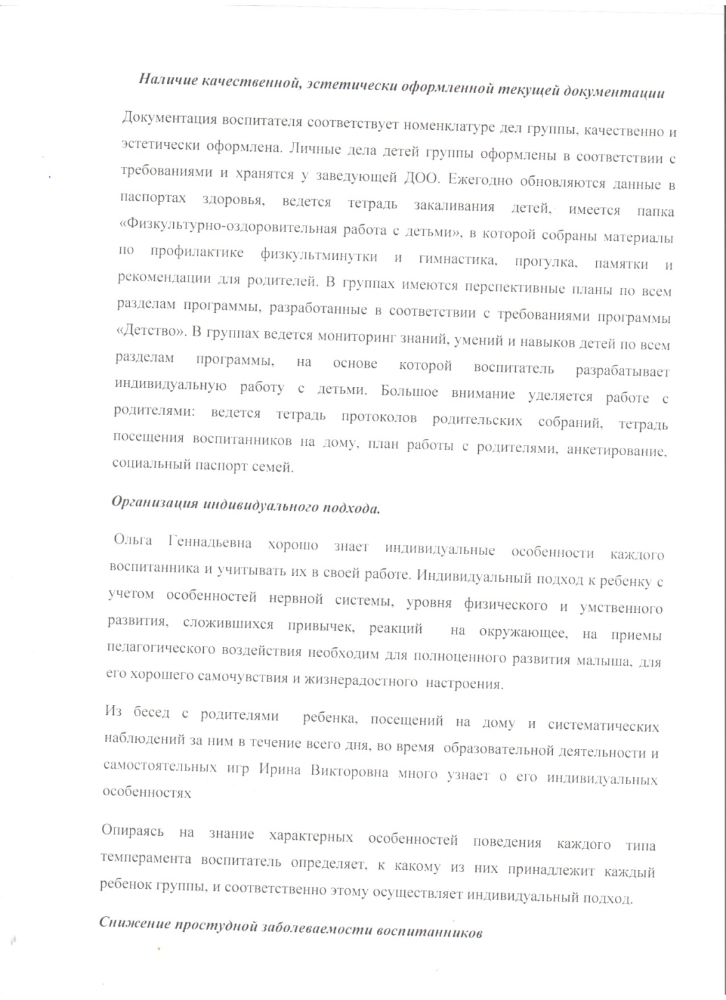 Наличие качественной, эстетически оформленной текущей документации
Документация воспитателя соответствует номенклатуре дел группы, качественно и
эстетически оформлена. Личные дела детей группы оформлены в соответствии с
требованиями и хранятся у заведующей ДОО. Ежегодно обновляются данные в
паспортах здоровья, ведется тетрадь закаливания детей, имеется папка
«Физкультурно-оздоровительная работа с детьми», в которой собраны материалы
по профилактике физкультминутки и гимнастика, прогулка, памятки и
рекомендации для родителей. В группах имеются перспективные планы по всем
разделам программы, разработанные в соответствии с требованиями программы
«Детство». В группах ведется мониторинг знаний, умений и навыков детей по всем
разделам программы, на основе которой воспитатель разрабатывает
индивидуальную работу с детьми. Большое внимание уделяется работе с
родителями: ведется тетрадь протоколов родительских собраний, тетрадь
посещения воспитанников на дому, план работы с родителями, анкетирование,
социальный паспорт семей.
Организация индивидуального подхода.
Ольга Геннадьевна хорошо знает индивидуальные особенности каждого
воспитанника и учитывать их в своей работе. Индивидуальный подход к ребенку с
учетом особенностей нервной системы, уровня физического и умственного
развития, сложившихся привычек, реакций на окружающее, на приемы
педагогического воздействия необходим для полноценного развития малыша, для
его хорошего самочувствия и жизнерадостного настроения.
Из бесед с родителями ребенка, посещений на дому и систематических
наблюдений за ним в течение всего дня, во время образовательной деятельности и
самостоятельных игр Ирина Викторовна много узнает о его индивидуальных
особенностях
Опираясь на знание характерных особенностей поведения каждого типа
темперамента воспитатель определяет, к какому из них принадлежит каждый
ребенок группы, и соответственно этому осуществляет индивидуальный подход.
Снижение простудной заболеваемости воспитанников